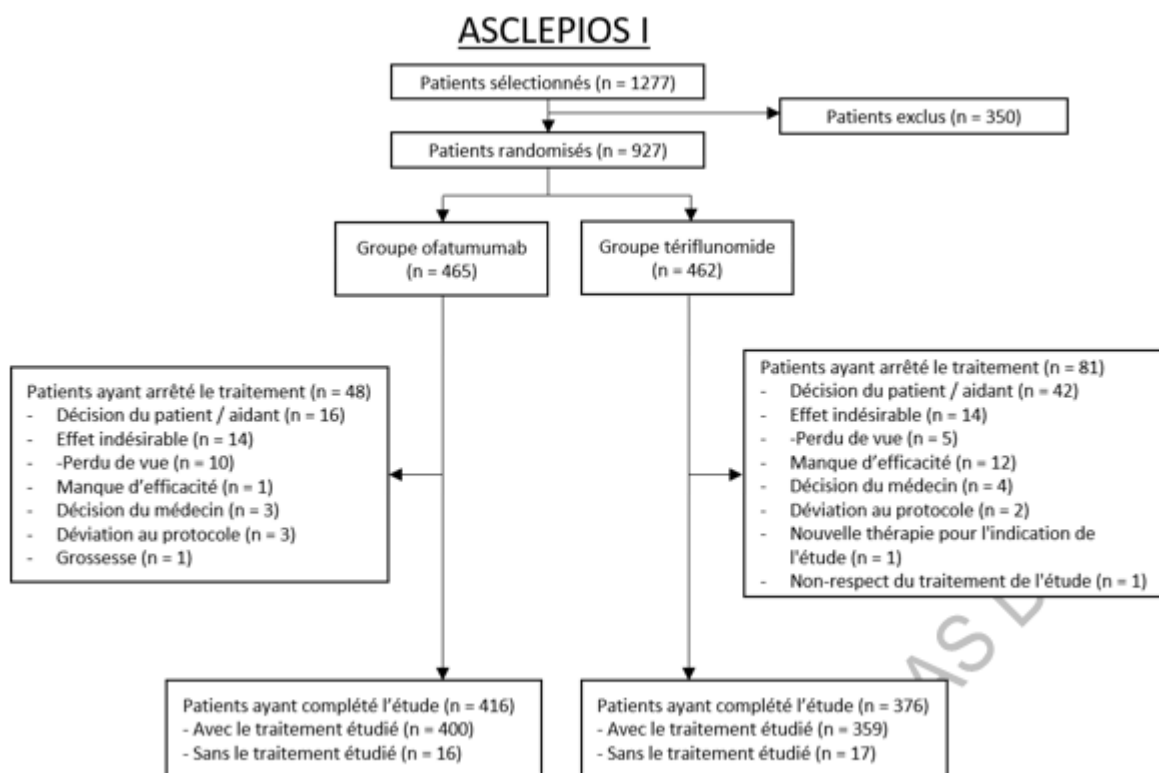 ASCLEPIOS I
Patients sélectionnés (n = 1277)
Patients exclus (n = 350)
Patients randomisés (n = 927)
Groupe ofatumumab
(n = 465)
Groupe tériflunomide
(n = 462)
Patients ayant arrêté le traitement (n = 48)
- Décision du patient / aidant (n = 16)
- Effet indésirable (n = 14)
- -Perdu de vue (n = 10)
- Manque d'efficacité (n = 1)
- Décision du médecin (n = 3)
- Déviation au protocole (n = 3)
- Grossesse (n = 1)
Patients ayant arrêté le traitement (n = 81)
- Décision du patient / aidant (n = 42)
- Effet indésirable (n = 14)
- -Perdu de vue (n = 5)
- Manque d'efficacité (n = 12)
- Décision du médecin (n = 4)
- Déviation au protocole (n = 2)
- Nouvelle thérapie pour l'indication de
l'étude (n = 1)
- Non-respect du traitement de l'étude (n = 1)
Patients ayant complété l'étude (n = 416)
- Avec le traitement étudié (n = 400)
- Sans le traitement étudié (n = 16)
Patients ayant complété l'étude (n = 376)
- Avec le traitement étudié (n = 359)
- Sans le traitement étudié (n = 17)
AS